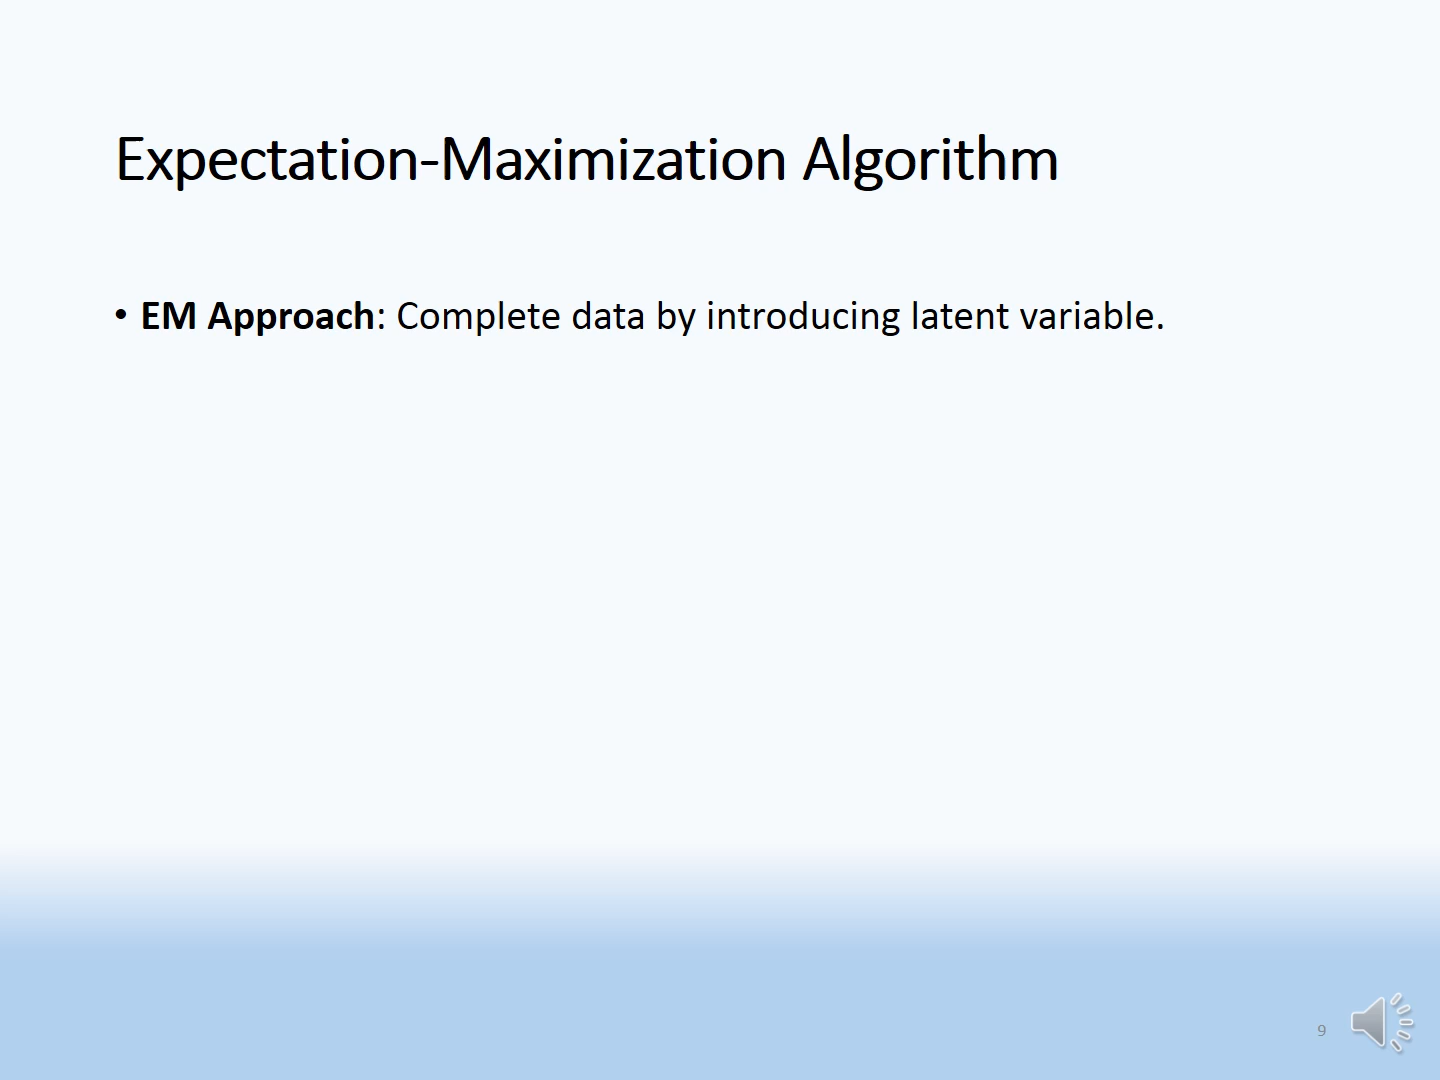 Expectation-Maximization Algorithm
• EM Approach: Complete data by introducing latent variable.
9